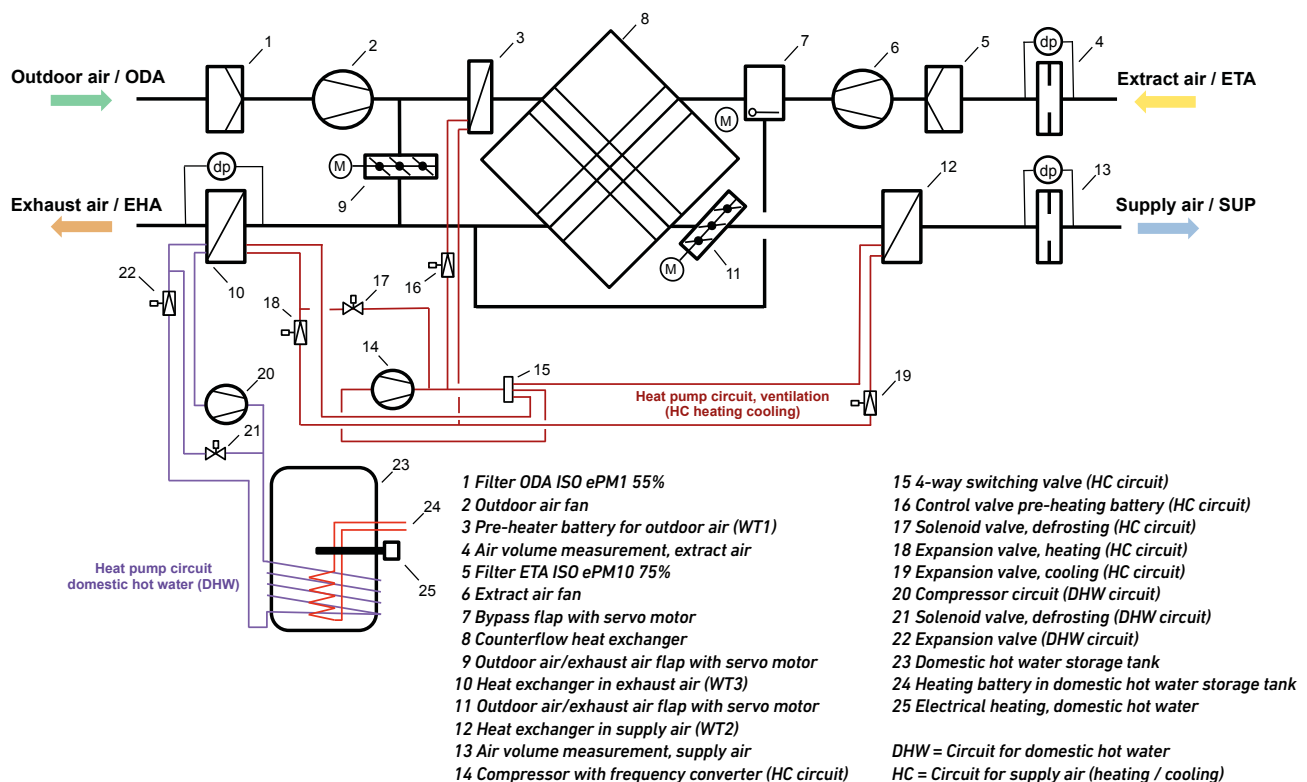 1
2
3
8
7
6
5
dp
4
Outdoor air / ODA
Extract air / ETA
M
M
dp
9
12
dp
13
Exhaust air / EHA
Supply air / SUP
M
11
22
10
16
17
18
14
15
20
19
Heat pump circuit, ventilation
(HC heating cooling)
21
23
24
25
Heat pump circuit
domestic hot water (DHW)
1 Filter ODA ISO ePM1 55%
2 Outdoor air fan
3 Pre-heater battery for outdoor air (WT1)
4 Air volume measurement, extract air
5 Filter ETA ISO ePM10 75%
6 Extract air fan
7 Bypass flap with servo motor
8 Counterflow heat exchanger
9 Outdoor air/exhaust air flap with servo motor
10 Heat exchanger in exhaust air (WT3)
11 Outdoor air/exhaust air flap with servo motor
12 Heat exchanger in supply air (WT2)
13 Air volume measurement, supply air
14 Compressor with frequency converter (HC circuit)
15 4-way switching valve (HC circuit)
16 Control valve pre-heating battery (HC circuit)
17 Solenoid valve, defrosting (HC circuit)
18 Expansion valve, heating (HC circuit)
19 Expansion valve, cooling (HC circuit)
20 Compressor circuit (DHW circuit)
21 Solenoid valve, defrosting (DHW circuit)
22 Expansion valve (DHW circuit)
23 Domestic hot water storage tank
24 Heating battery in domestic hot water storage tank
25 Electrical heating, domestic hot water
DHW = Circuit for domestic hot water
HC = Circuit for supply air (heating / cooling)